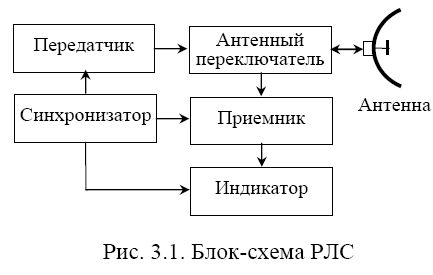 Передатчик
Антенный
переключатель
Антенна
Синхронизатор
Приемник
Индикатор
Рис. 3.1. Блок-схема РЛС